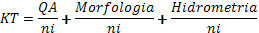 KT = QA/ni + Morfologia/ni + Hidrometria/ni